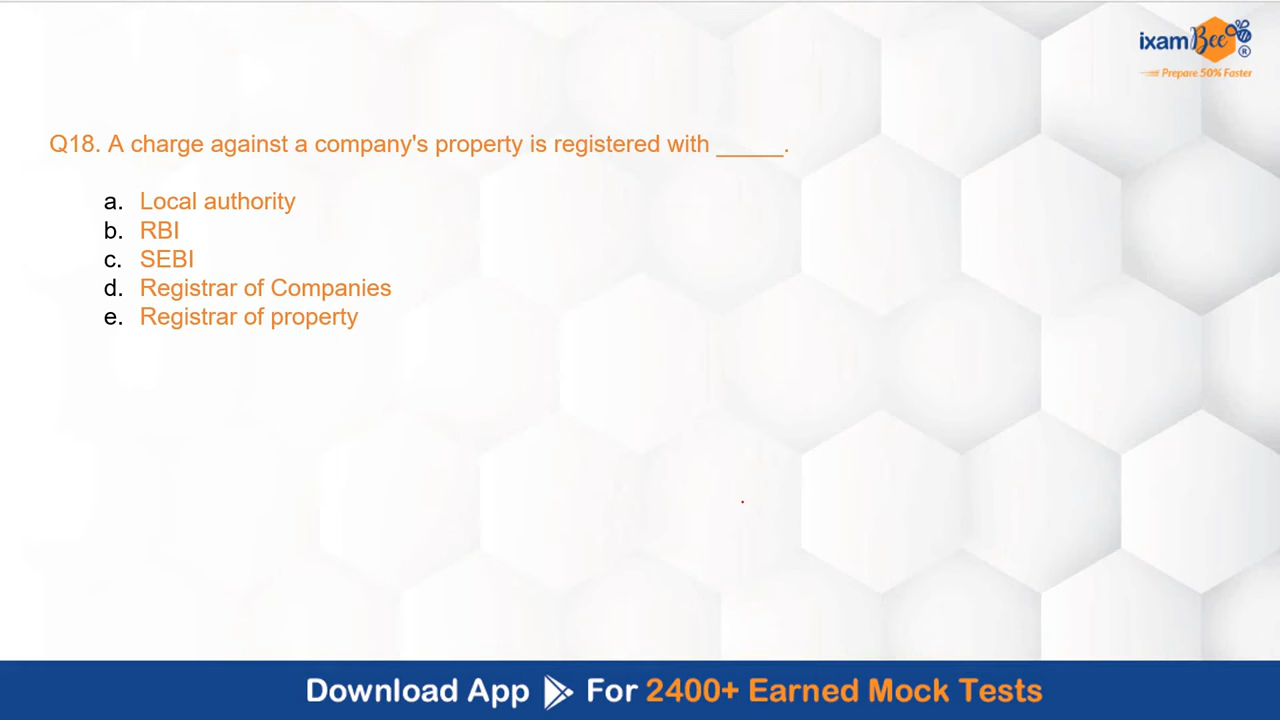 ixamBee®
Prepare 50% Faster
Q18. A charge against a company's property is registered with _____.
a. Local authority
b. RBI
c. SEBI
d. Registrar of Companies
e. Registrar of property
Download App For 2400+ Earned Mock Tests